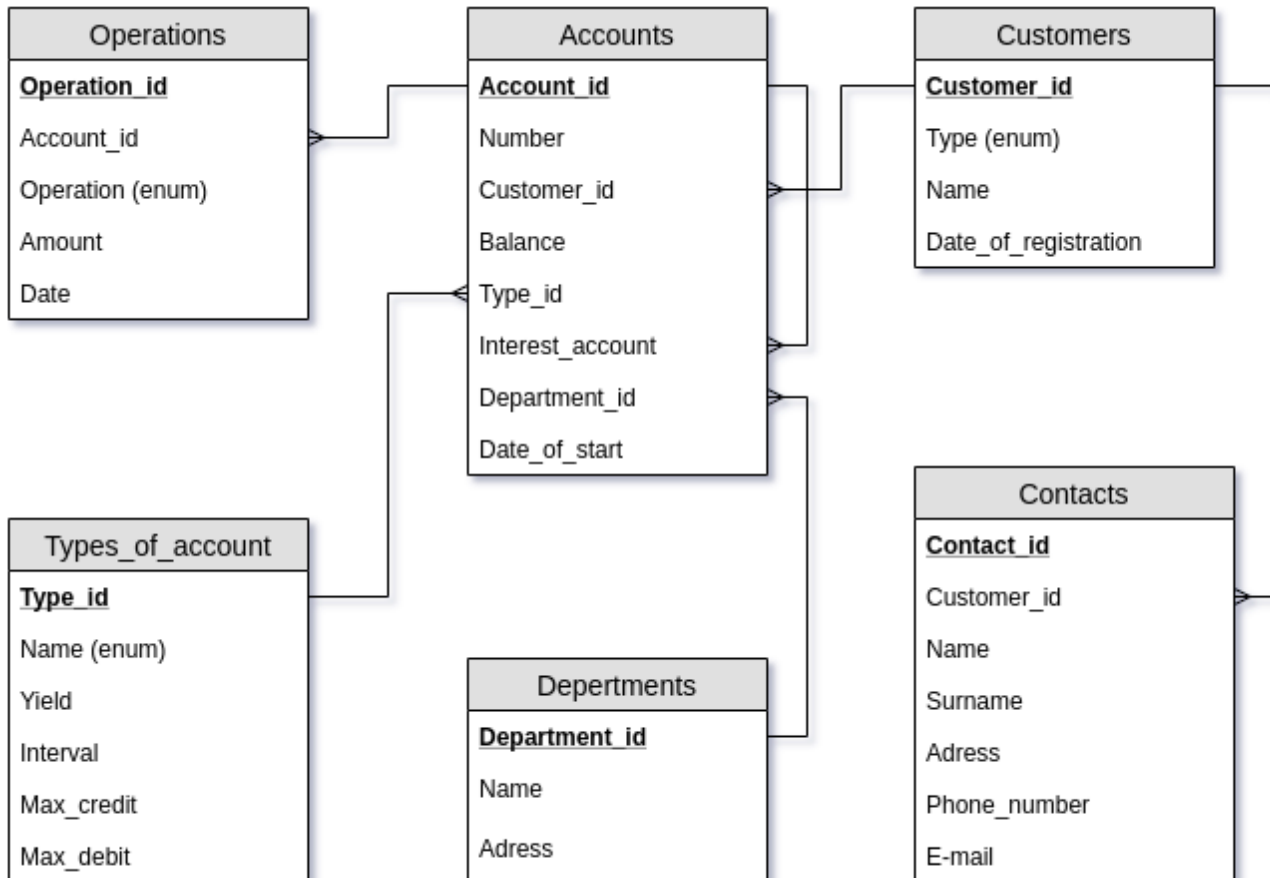 Operations
Operation_id
Account_id
Operation (enum)
Amount
Date
Accounts
Account_id
Number
Customer_id
Balance
Type_id
Interest_account
Department_id
Date_of_start
Customers
Customer_id
Type (enum)
Name
Date_of_registration
Types_of_account
Type_id
Name (enum)
Yield
Interval
Max_credit
Max_debit
Depertments
Department_id
Name
Adress
Contacts
Contact_id
Customer_id
Name
Surname
Adress
Phone_number
E-mail